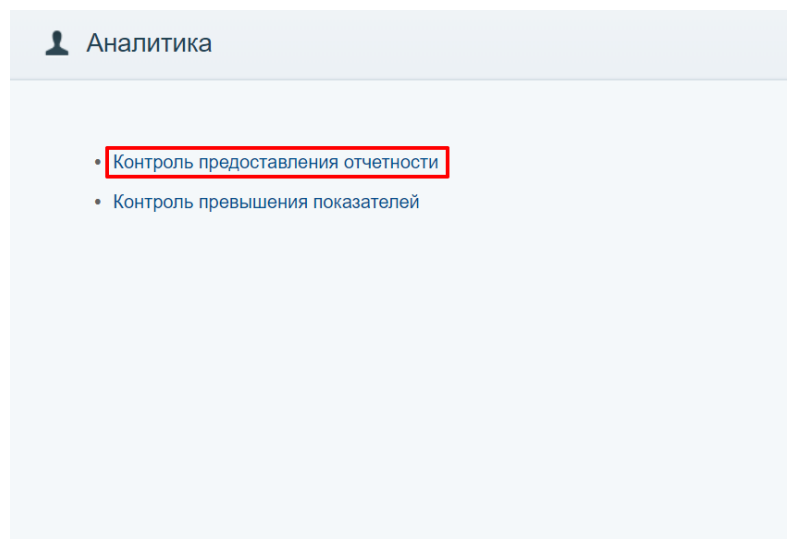 Аналитика
Контроль предоставления отчетности
Контроль превышения показателей